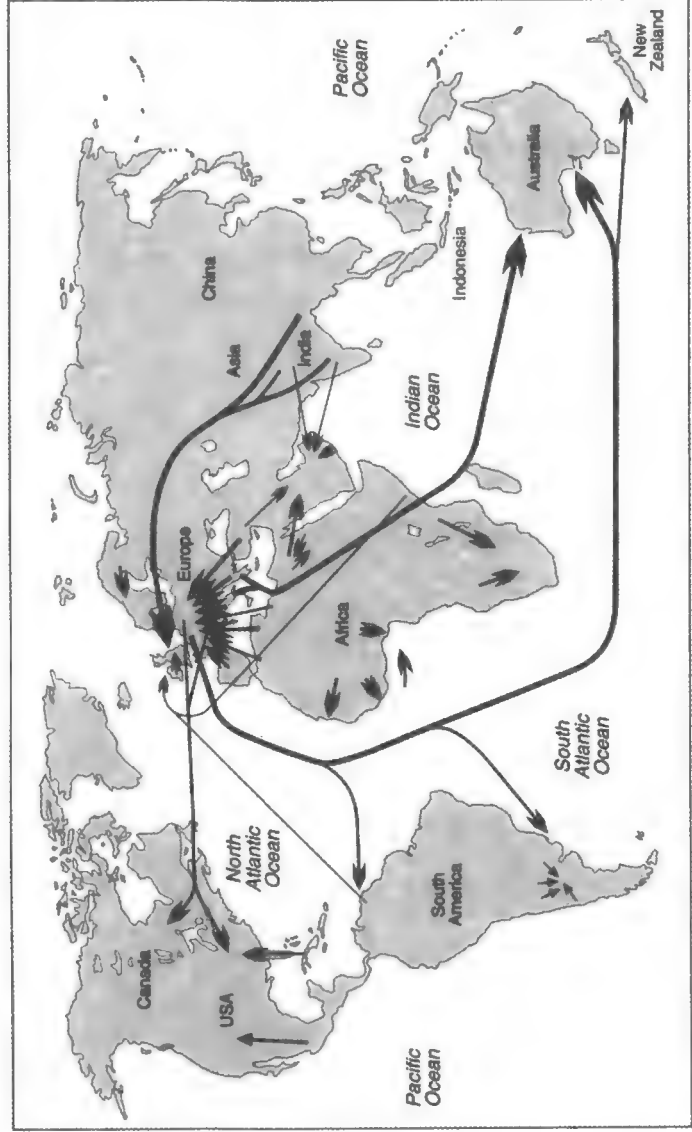 Canada
USA
North
Atlantic
Ocean
Pacific
Ocean
South
America
South
Atlantic
Ocean
Europe
Africa
Asia
India
China
Indian
Ocean
Indonesia
Pacific
Ocean
Australia
New
Zealand